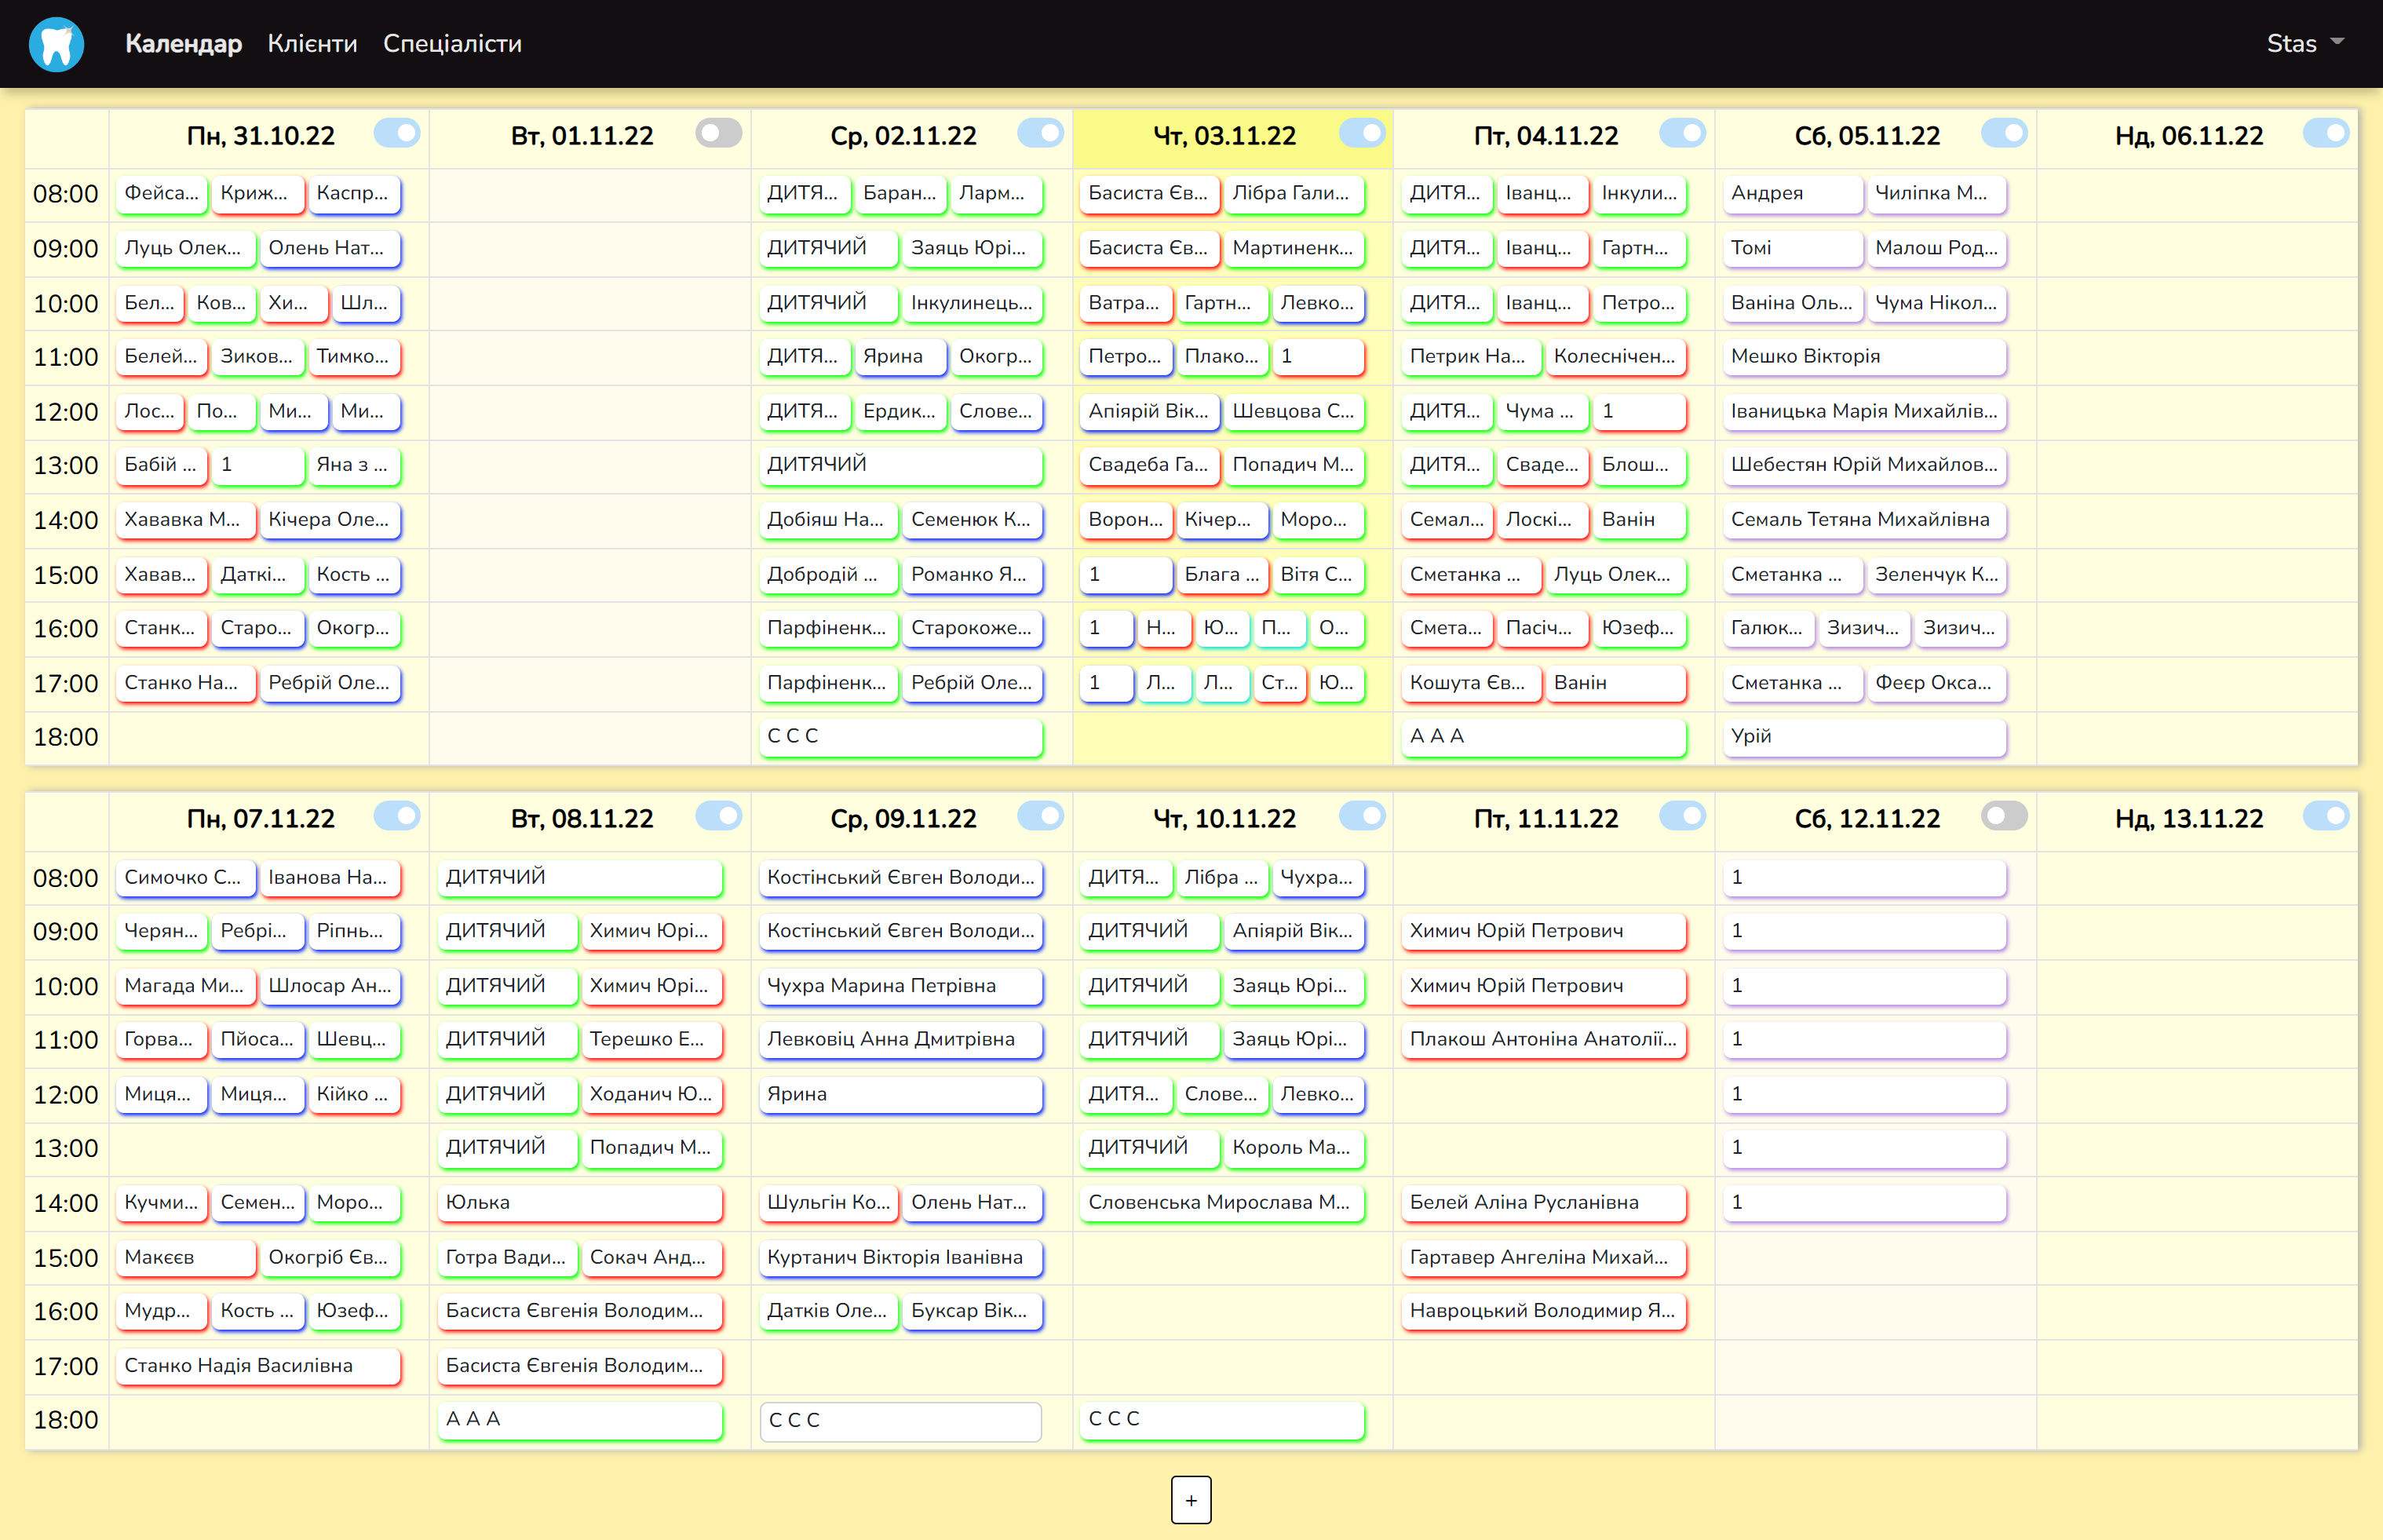 Календар Клієнти Спеціалісти Stas
Пн, 31.10.22 Вт, 01.11.22 Ср, 02.11.22 Чт, 03.11.22 Пт, 04.11.22 Сб, 05.11.22 Нд, 06.11.22
08:00 Фейса... Криж... Каспр... ДИТЯ... Баран... Ларм... Басиста Єв... Лібра Гали... ДИТЯ... Іванц... Інкули... Андрея Чиліпка М...
09:00 Луць Олек... Олень Нат... ДИТЯЧИЙ Заяць Юрі... Басиста Єв... Мартиненк... ДИТЯ... Іванц... Гартн... Томі Малош Род...
10:00 Бел... Ков... Хи... Шл... ДИТЯЧИЙ Інкулинець... Ватра... Гартн... Левко... ДИТЯ... Іванц... Петро... Ваніна Оль... Чума Нікол...
11:00 Белей... Зиков... Тимко... ДИТЯ... Ярина Окогр... Петро... Плако... 1 Петрик На... Колеснічен... Мешко Вікторія
12:00 Лос... По... Ми... Ми... ДИТЯ... Ердик... Слове... Апіярій Вік... Шевцова С... ДИТЯ... Чума ... 1 Іваницька Марія Михайлів...
13:00 Бабій ... 1 Яна з ... ДИТЯЧИЙ Свадеба Га... Попадич М... ДИТЯ... Сваде... Блош... Шебестян Юрій Михайлов...
14:00 Хававка М... Кічера Оле... Добіяш На... Семенюк К... Ворон... Кічер... Моро... Семал... Лоскі... Ванін Семаль Тетяна Михайлівна
15:00 Хавав... Даткі... Кость ... Добродій ... Романко Я... 1 Блага ... Вітя С... Сметанка ... Луць Олек... Сметанка ... Зеленчук К...
16:00 Станк... Старо... Окогр... Парфіненк... Старокоже... 1 Н... Ю... П... О... Смета... Пасіч... Юзеф... Галюк... Зизич... Зизич...
17:00 Станко На... Ребрій Оле... Парфіненк... Ребрій Оле... 1 Л... Л... Ст... Ю... Кошута Єв... Ванін Сметанка ... Феєр Окса...
18:00 С С С А А А Урій
Пн, 07.11.22 Вт, 08.11.22 Ср, 09.11.22 Чт, 10.11.22 Пт, 11.11.22 Сб, 12.11.22 Нд, 13.11.22
08:00 Симочко С... Іванова На... ДИТЯЧИЙ Костінський Євген Володи... ДИТЯ... Лібра ... Чухра... 1
09:00 Черян... Ребрі... Ріпнь... ДИТЯЧИЙ Химич Юрі... Костінський Євген Володи... ДИТЯЧИЙ Апіярій Вік... Химич Юрій Петрович 1
10:00 Магада Ми... Шлосар Ан... ДИТЯЧИЙ Химич Юрі... Чухра Марина Петрівна ДИТЯЧИЙ Заяць Юрі... Химич Юрій Петрович 1
11:00 Горва... Пйоса... Шевц... ДИТЯЧИЙ Терешко Е... Левковіц Анна Дмитрівна ДИТЯЧИЙ Заяць Юрі... Плакош Антоніна Анатолії... 1
12:00 Миця... Миця... Кійко ... ДИТЯЧИЙ Ходанич Ю... Ярина ДИТЯ... Слове... Левко... 1
13:00 ДИТЯЧИЙ Попадич М... ДИТЯЧИЙ Король Ма... 1
14:00 Кучми... Семен... Моро... Юлька Шульгін Ко... Олень Нат... Словенська Мирослава М... Белей Аліна Русланівна 1
15:00 Макєєв Окогріб Єв... Готра Вади... Сокач Анд... Куртанич Вікторія Іванівна Гартавер Ангеліна Михай...
16:00 Мудр... Кость ... Юзеф... Басиста Євгенія Володим... Датків Оле... Буксар Вік... Навроцький Володимир Я...
17:00 Станко Надія Василівна Басиста Євгенія Володим...
18:00 А А А С С С С С С
+